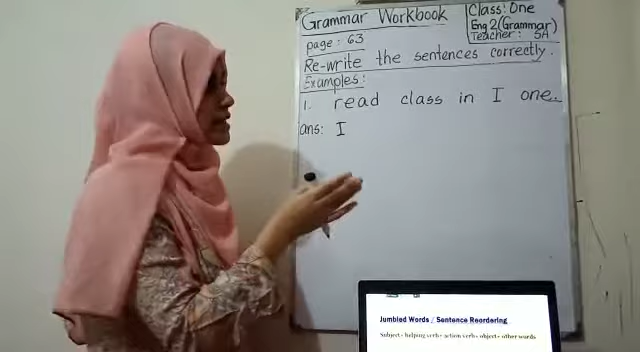 Grammar Workbook
Class: One
Eng 2 (Grammar)
Teacher: SA
page: 63
Re-write the sentences correctly.
Examples:
1. read class in I one.
ans: I
Jumbled Words / Sentence Reordering
Subject+ helping verb+ action verb+ object+ other words